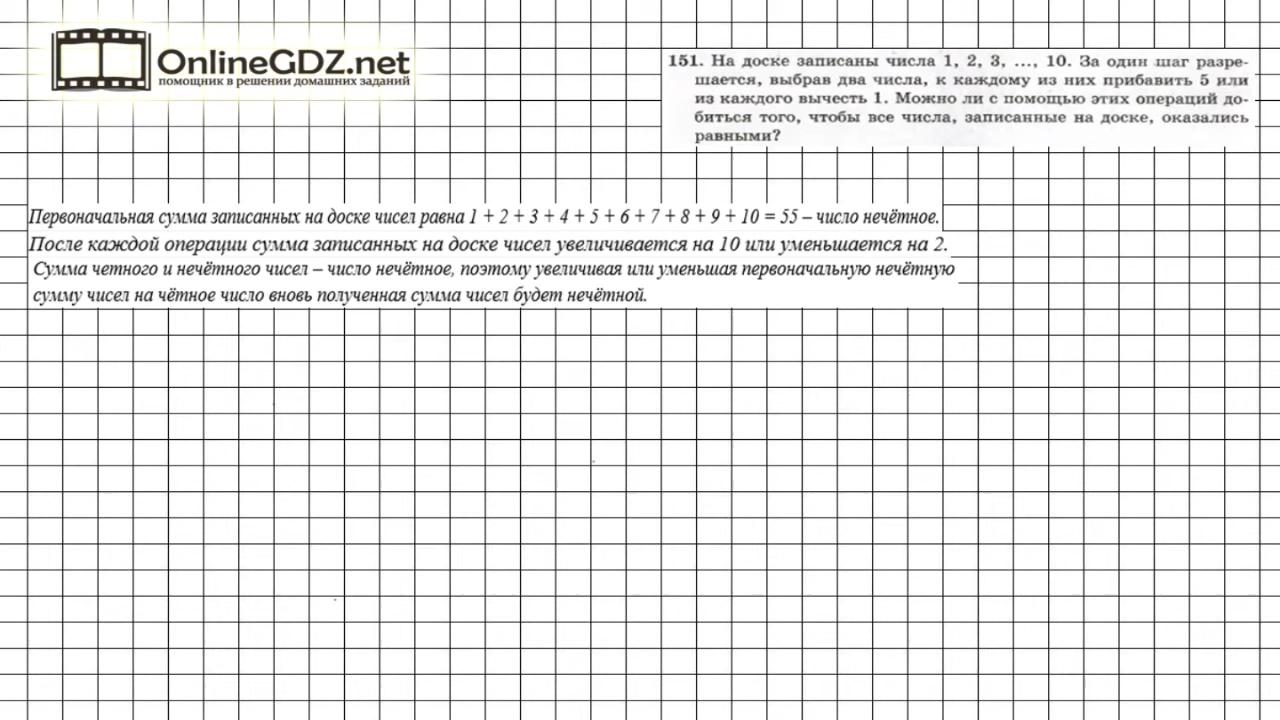 OnlineGDZ.net
помощник в решении домашних заданий
151. На доске записаны числа 1, 2, 3, ..., 10. За один шаг разре-
шается, выбрав два числа, к каждому из них прибавить 5 или
из каждого вычесть 1. Можно ли с помощью этих операций до-
биться того, чтобы все числа, записанные на доске, оказались
равными?
Первоначальная сумма записанных на доске чисел равна 1 + 2 + 3 + 4 + 5 + 6 + 7 + 8 + 9 + 10 = 55 – число нечётное.
После каждой операции сумма записанных на доске чисел увеличивается на 10 или уменьшается на 2.
Сумма четного и нечётного чисел – число нечётное, поэтому увеличивая или уменьшая первоначальную нечётную
сумму чисел на чётное число вновь полученная сумма чисел будет нечётной.